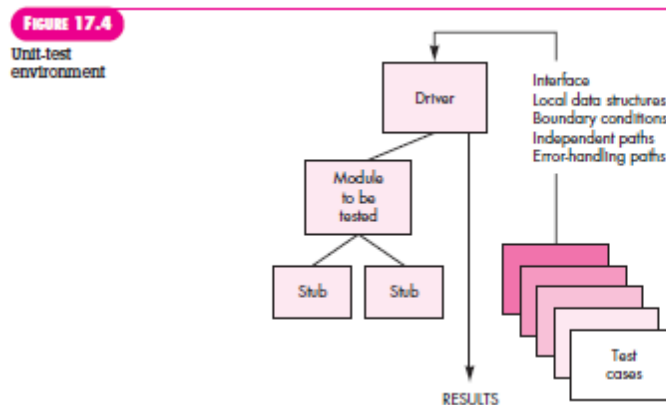 FIGURE 17.4
Unit-test
environment
Driver
Interface
Local data structures
Boundary conditions
Independent paths
Error-handling paths
Module
to be
tested
Stub
Stub
Test
cases
RESULTS